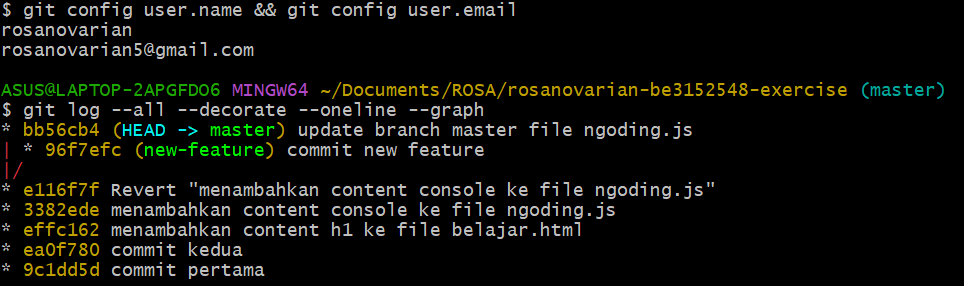 $ git config user.name && git config user.email
rosanovarian
rosanovarian5@gmail.com
ASUS@LAPTOP-2APGFDO6 MINGW64 ~/Documents/ROSA/rosanovarian-be3152548-exercise (master)
$ git log --all --decorate --oneline --graph
* bb56cb4 (HEAD -> master) update branch master file ngoding.js
| * 96f7efc (new-feature) commit new feature
|/
* e116f7f Revert "menambahkan content console ke file ngoding.js"
* 3382ede menambahkan content console ke file ngoding.js
* effc162 menambahkan content h1 ke file belajar.html
* ea0f780 commit kedua
* 9c1dd5d commit pertama